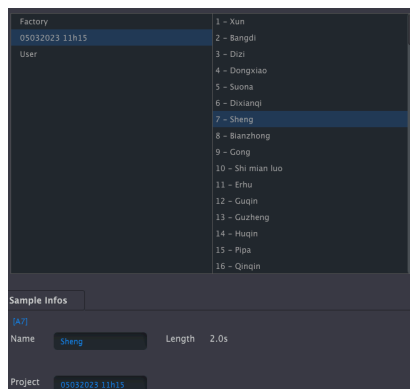 Factory
05032023 11h15
User
1 – Xun
2 – Bangdi
3 – Dizi
4 – Dongxiao
5 – Suona
6 – Dixianqi
7 – Sheng
8 – Bianzhong
9 – Gong
10 – Shi mian luo
11 – Erhu
12 – Guqin
13 – Guzheng
14 – Huqin
15 – Pipa
16 – Qinqin
Sample Infos
[A7]
Name Sheng Length 2.0s
Project 05032023 11h15